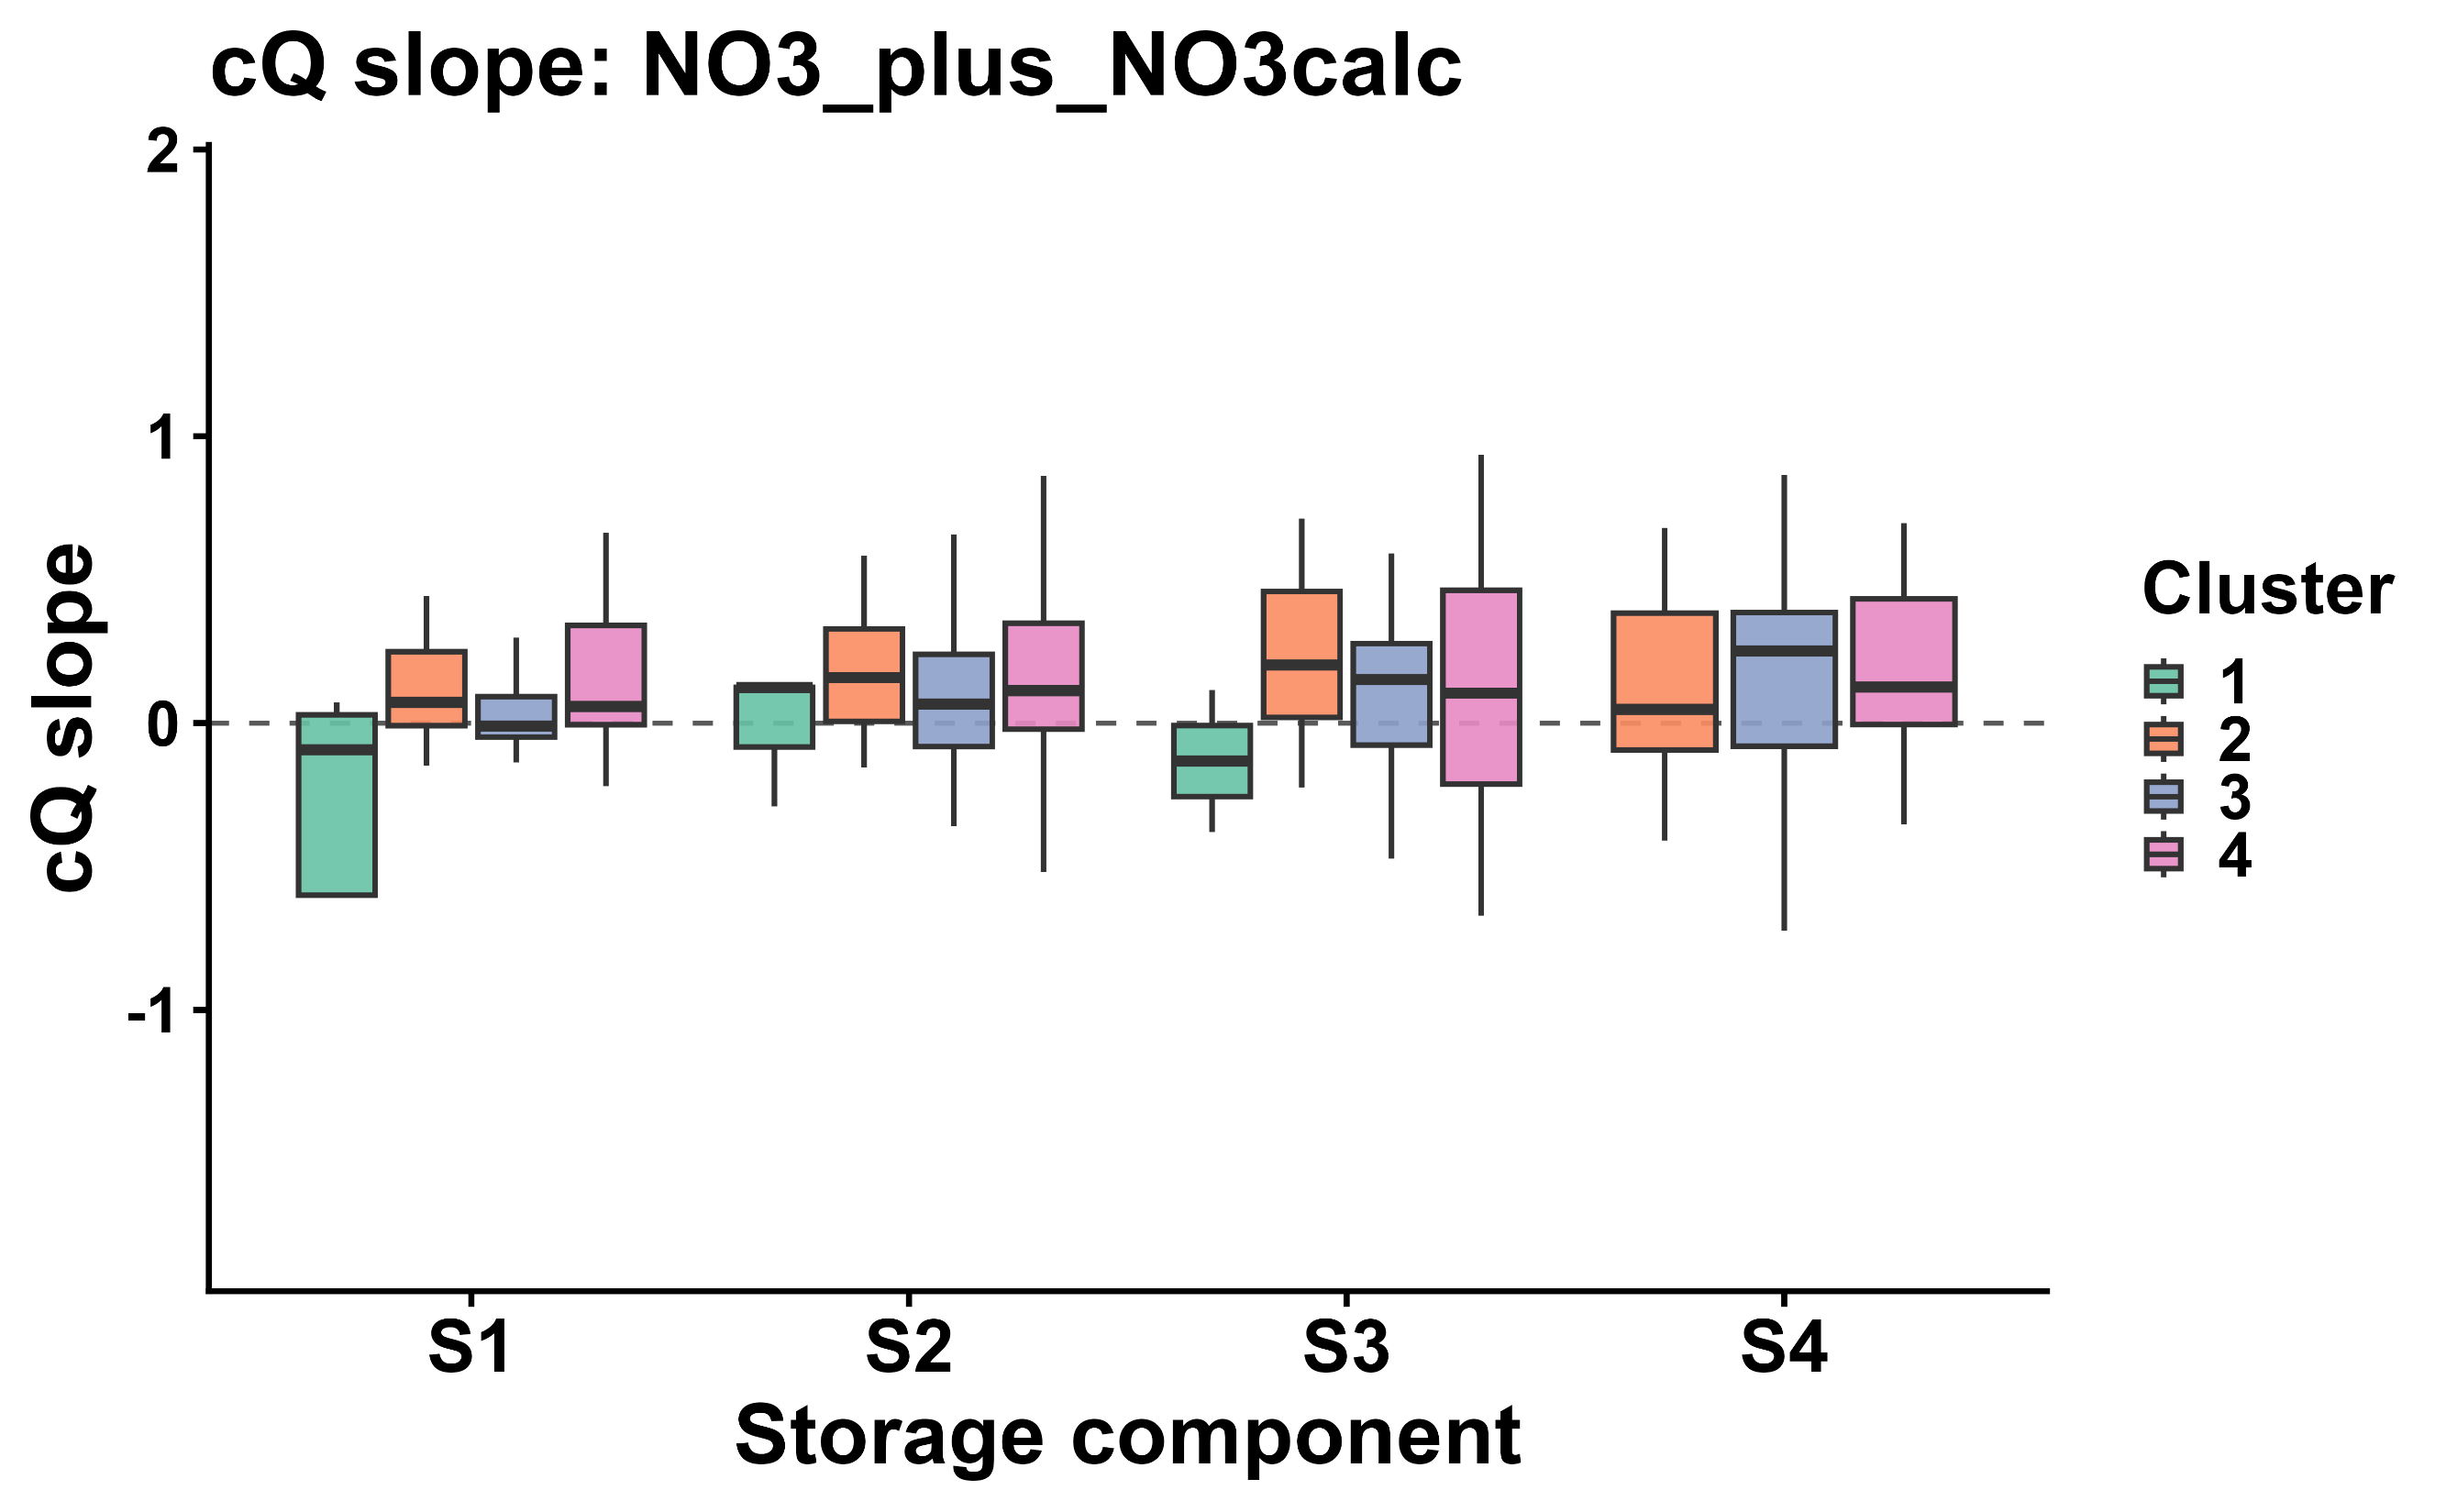 cQ slope: NO3_plus_NO3calc
2
1
0
-1
cQ slope
S1 S2 S3 S4
Storage component
Cluster
1
2
3
4